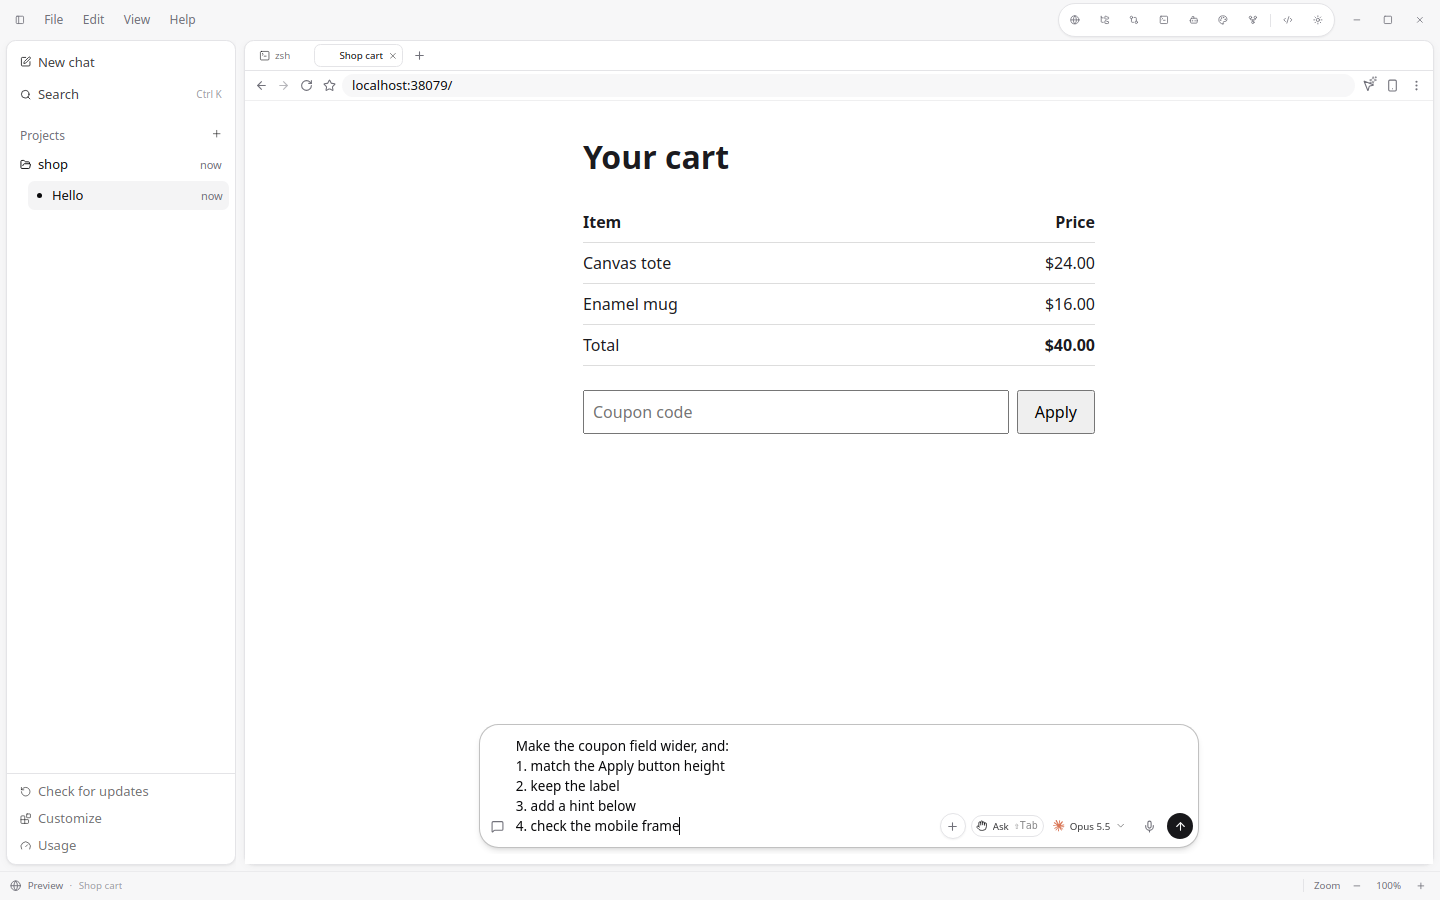 File Edit View Help
New chat
Search Ctrl K
Projects
shop now
Hello now
Check for updates
Customize
Usage
zsh Shop cart
localhost:38079/
Your cart
Item Price
Canvas tote $24.00
Enamel mug $16.00
Total $40.00
Coupon code Apply
Make the coupon field wider, and:
1. match the Apply button height
2. keep the label
3. add a hint below
4. check the mobile frame
Ask ⇧Tab Opus 5.5
Preview · Shop cart Zoom 100%